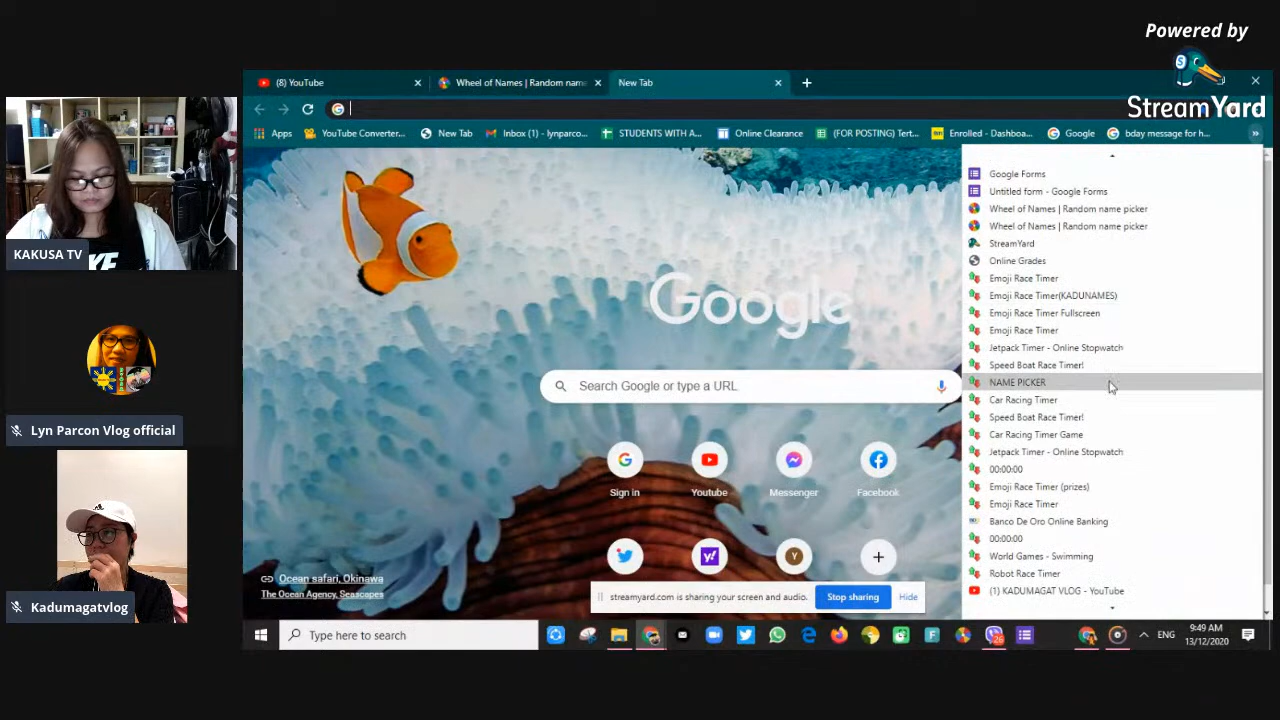 Powered by
StreamYard
(8) YouTube
Wheel of Names | Random name
New Tab
Apps
YouTube Converter...
New Tab
Inbox (1) - lynparco...
STUDENTS WITH A...
Online Clearance
(FOR POSTING) Tert...
Enrolled - Dashboa...
Google
bday message for h...
KAKUSA TV
Lyn Parcon Vlog official
Kadumagatvlog
Google
Search Google or type a URL
Sign in
Youtube
Messenger
Facebook
Ocean safari, Okinawa
The Ocean Agency, Seascapes
streamyard.com is sharing your screen and audio.
Stop sharing
Hide
Google Forms
Untitled form - Google Forms
Wheel of Names | Random name picker
Wheel of Names | Random name picker
StreamYard
Online Grades
Emoji Race Timer
Emoji Race Timer(KADUNAMES)
Emoji Race Timer Fullscreen
Emoji Race Timer
Jetpack Timer - Online Stopwatch
Speed Boat Race Timer!
NAME PICKER
Car Racing Timer
Speed Boat Race Timer!
Car Racing Timer Game
Jetpack Timer - Online Stopwatch
00:00:00
Emoji Race Timer (prizes)
Emoji Race Timer
Banco De Oro Online Banking
00:00:00
World Games - Swimming
Robot Race Timer
(1) KADUMAGAT VLOG - YouTube
Type here to search
ENG
9:49 AM
13/12/2020